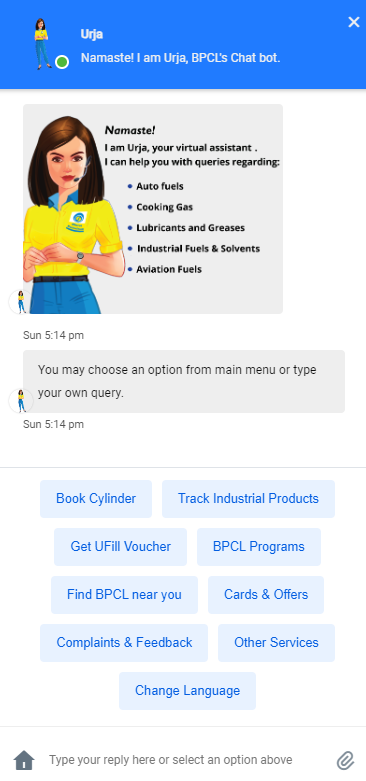 Urja
Namaste! I am Urja, BPCL's Chat bot.
Namaste!
I am Urja, your virtual assistant .
I can help you with queries regarding:
• Auto fuels
• Cooking Gas
• Lubricants and Greases
• Industrial Fuels & Solvents
• Aviation Fuels
Sun 5:14 pm
You may choose an option from main menu or type
your own query.
Sun 5:14 pm
Book Cylinder
Track Industrial Products
Get UFill Voucher
BPCL Programs
Find BPCL near you
Cards & Offers
Complaints & Feedback
Other Services
Change Language
Type your reply here or select an option above